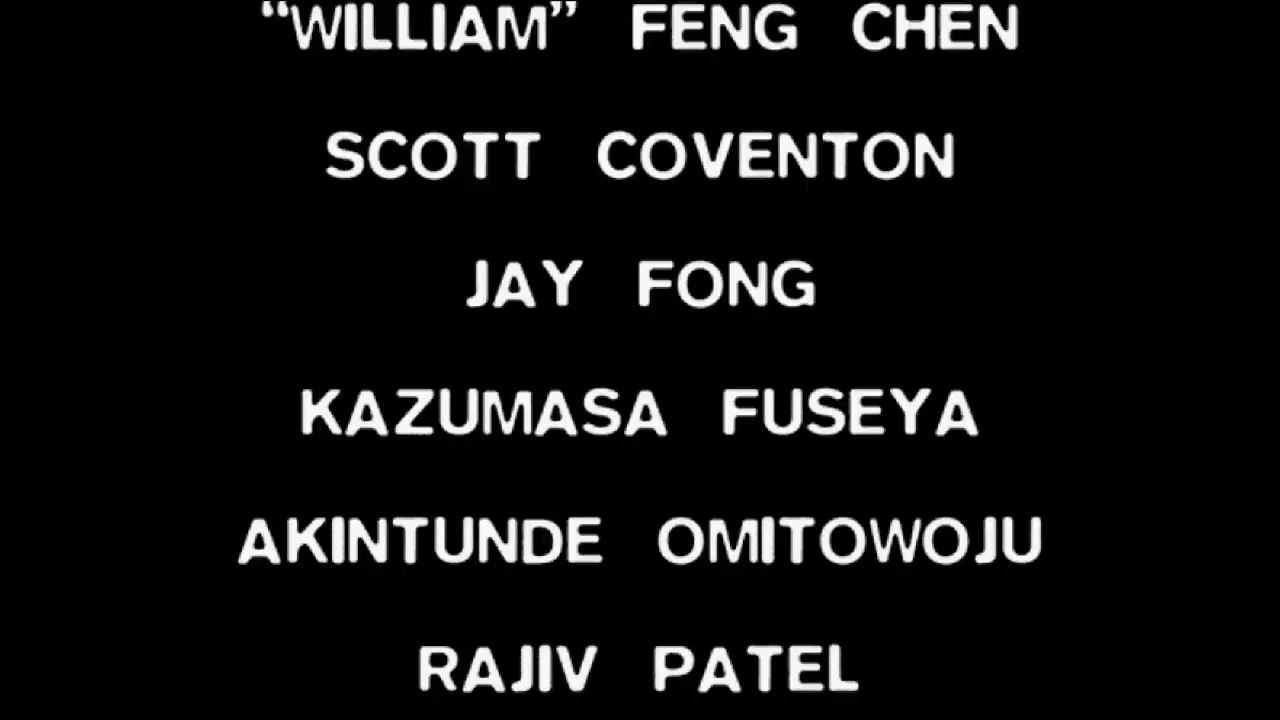 “WILLIAM” FENG CHEN
SCOTT COVENTON
JAY FONG
KAZUMASA FUSEYA
AKINTUNDE OMITOWOJU
RAJIV PATEL